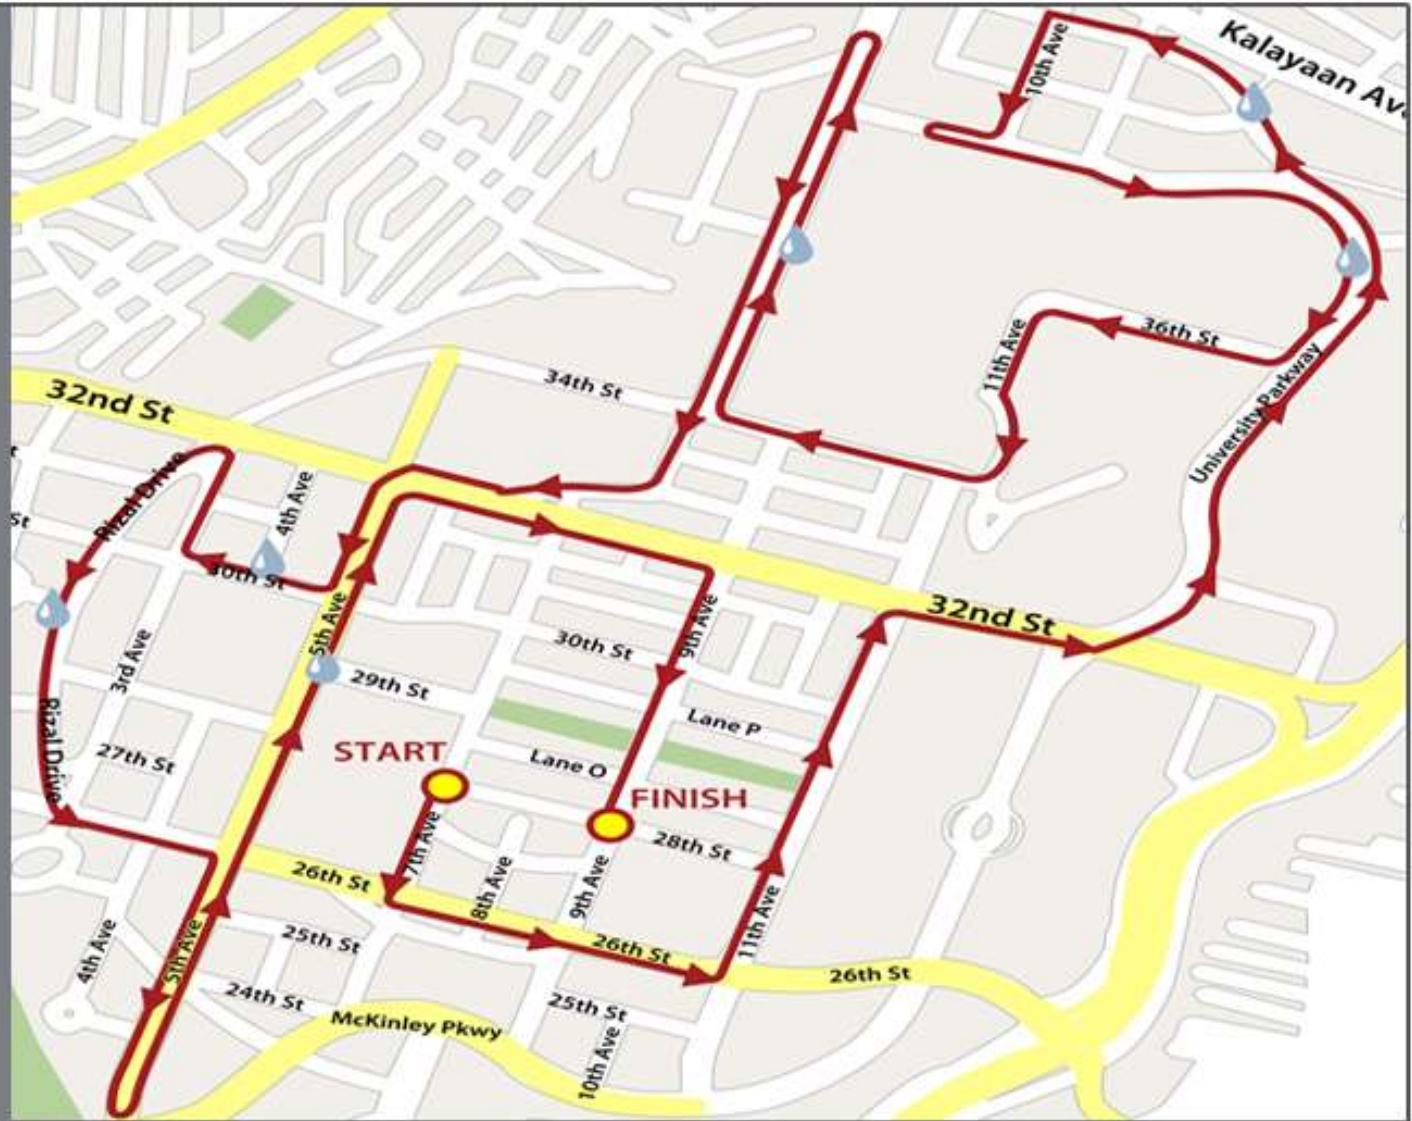 Kalayaan Av
10th Ave
36th St
11th Ave
34th St
University Parkway
32nd St
Rizal Drive
4th Ave
30th St
St
5th Ave
32nd St
9th Ave
30th St
3rd Ave
29th St
Rizal Drive
Lane P
27th St
START
Lane O
FINISH
7th Ave
28th St
26th St
8th Ave
9th Ave
11th Ave
4th Ave
5th Ave
25th St
26th St
26th St
24th St
25th St
McKinley Pkwy
10th Ave